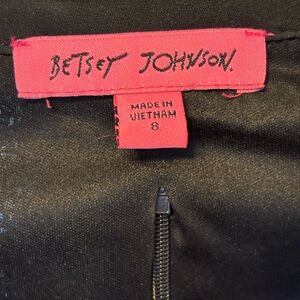 BETSEY JOHNSON.
MADE IN
VIETNAM
8